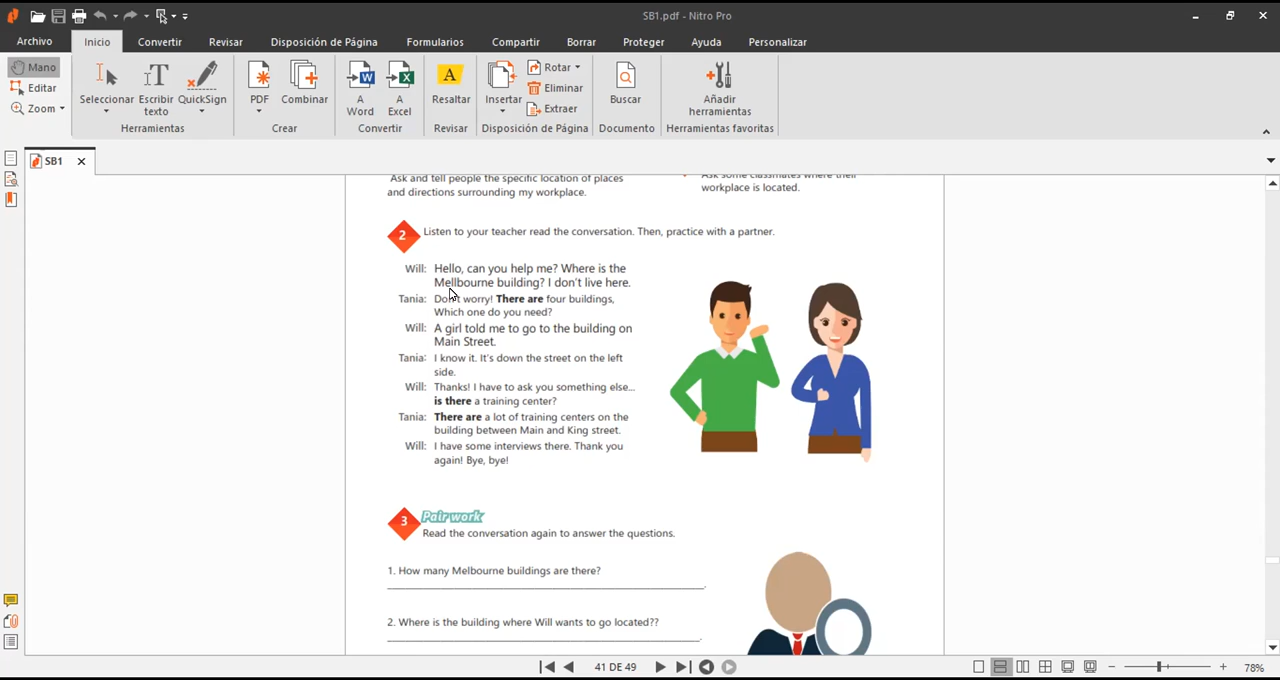 SB1.pdf - Nitro Pro
Archivo Inicio Convertir Revisar Disposición de Página Formularios Compartir Borrar Proteger Ayuda Personalizar
Mano
Editar
Zoom
Seleccionar
Escribir texto
QuickSign
Herramientas
PDF
Combinar
Crear
A Word
A Excel
Convertir
A
Resaltar
Revisar
Insertar
Rotar
Eliminar
Extraer
Disposición de Página
Buscar
Documento
Añadir herramientas
Herramientas favoritas
SB1
Ask and tell people the specific location of places
and directions surrounding my workplace.
Ask some classmates where their
workplace is located.
2 Listen to your teacher read the conversation. Then, practice with a partner.
Will: Hello, can you help me? Where is the
Mellbourne building? I don't live here.
Tania: Don't worry! There are four buildings,
Which one do you need?
Will: A girl told me to go to the building on
Main Street.
Tania: I know it. It's down the street on the left
side.
Will: Thanks! I have to ask you something else...
is there a training center?
Tania: There are a lot of training centers on the
building between Main and King street.
Will: I have some interviews there. Thank you
again! Bye, bye!
3 Pair work
Read the conversation again to answer the questions.
1. How many Melbourne buildings are there?
2. Where is the building where Will wants to go located??
41 DE 49
78%